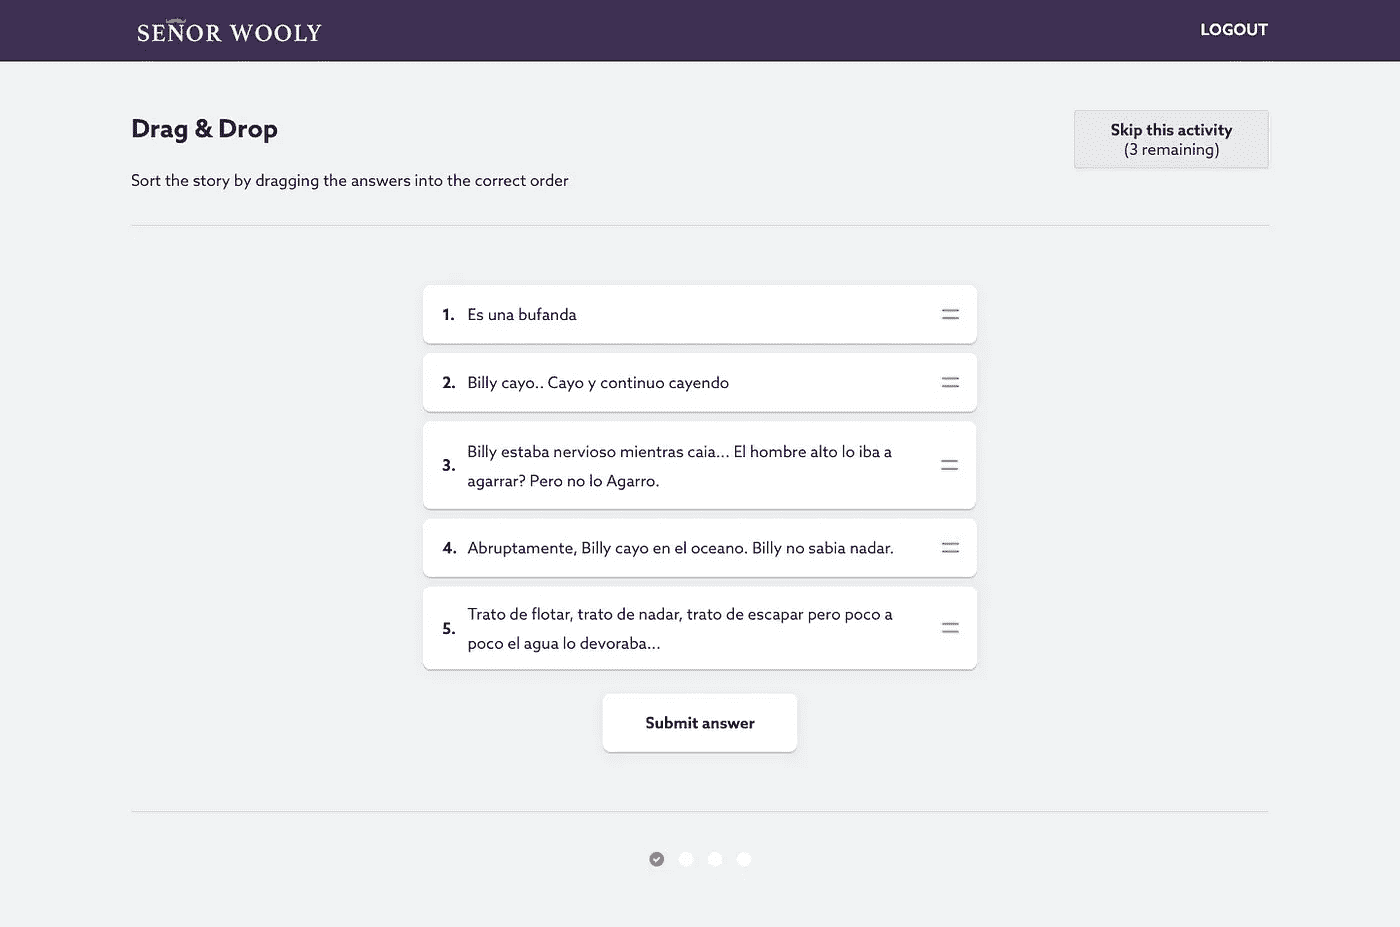 SEÑOR WOOLY
LOGOUT
Drag & Drop
Skip this activity
(3 remaining)
Sort the story by dragging the answers into the correct order
1. Es una bufanda
2. Billy cayo.. Cayo y continuo cayendo
3. Billy estaba nervioso mientras caia... El hombre alto lo iba a
agarrar? Pero no lo Agarro.
4. Abruptamente, Billy cayo en el oceano. Billy no sabia nadar.
5. Trato de flotar, trato de nadar, trato de escapar pero poco a
poco el agua lo devoraba...
Submit answer